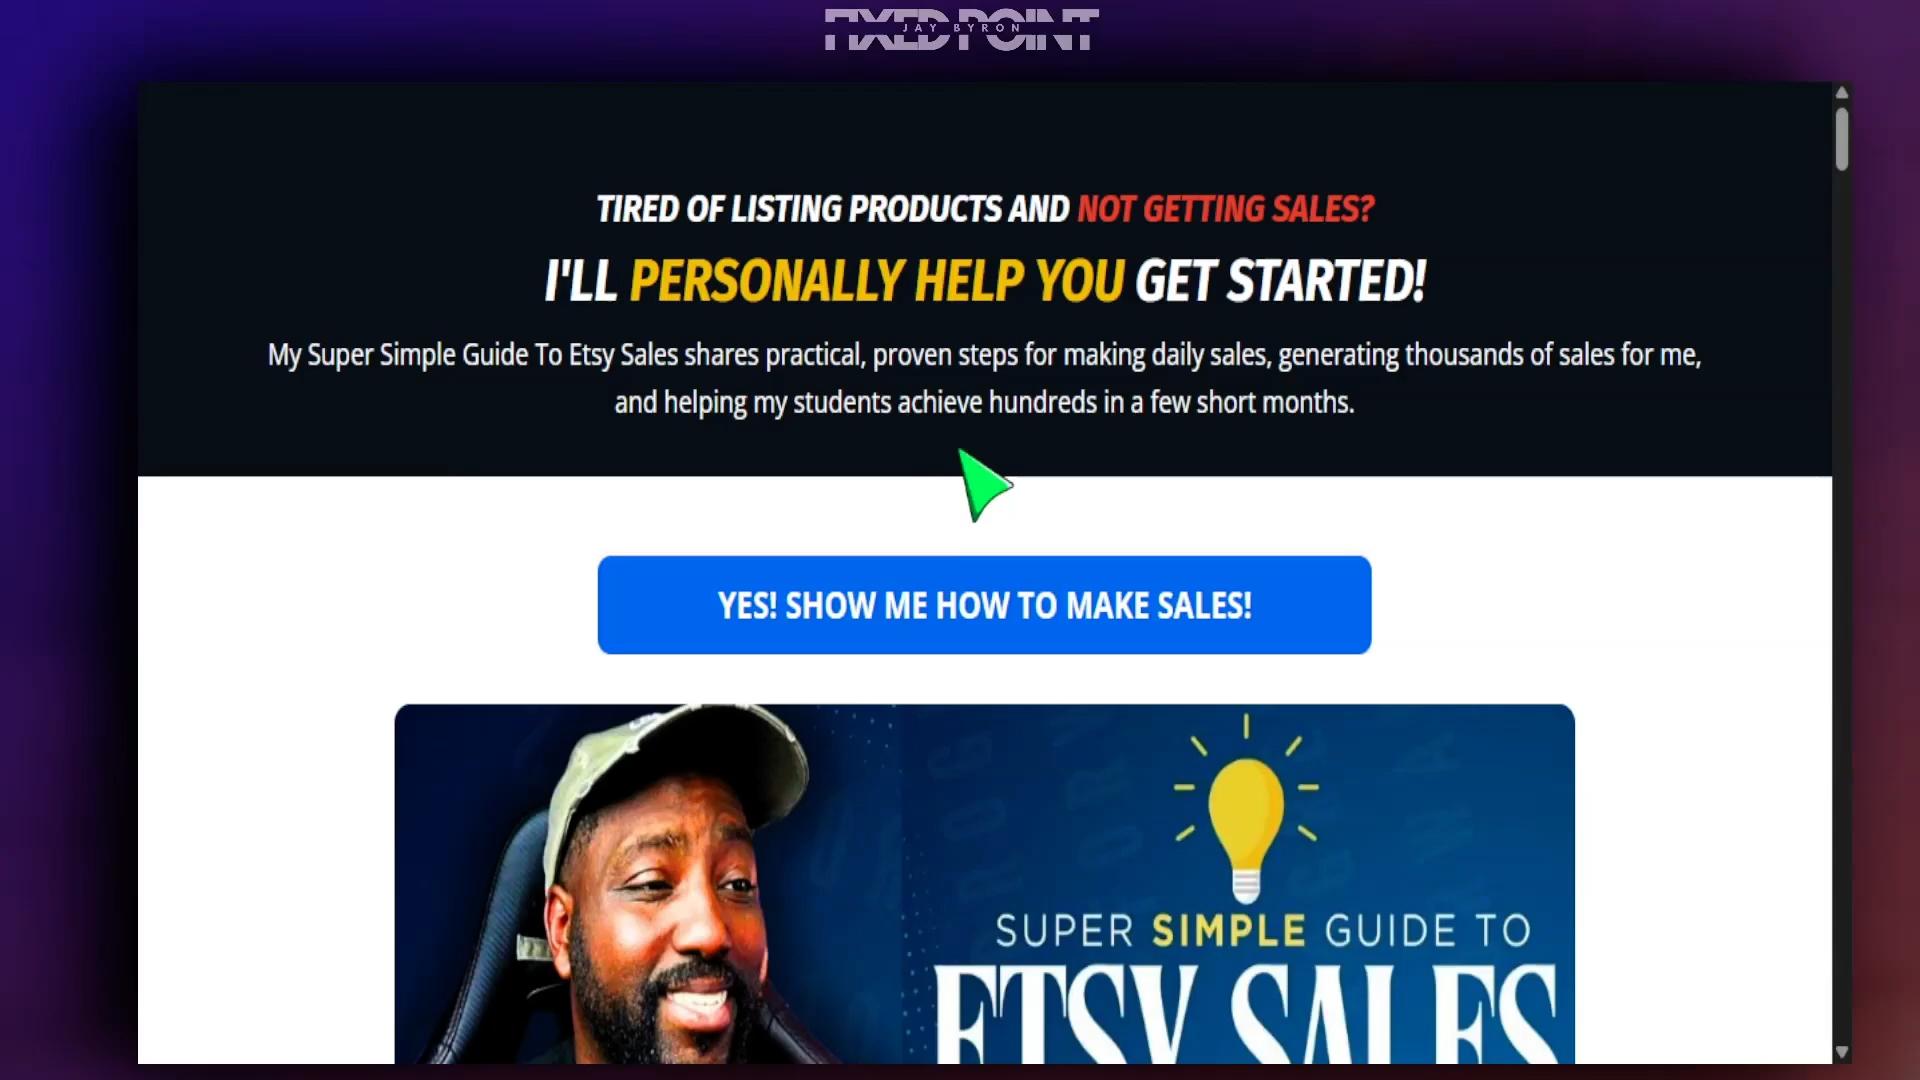 FIXED POINT
JAY BYRON
TIRED OF LISTING PRODUCTS AND NOT GETTING SALES?
I'LL PERSONALLY HELP YOU GET STARTED!
My Super Simple Guide To Etsy Sales shares practical, proven steps for making daily sales, generating thousands of sales for me,
and helping my students achieve hundreds in a few short months.
YES! SHOW ME HOW TO MAKE SALES!
SUPER SIMPLE GUIDE TO
ETSY SALES